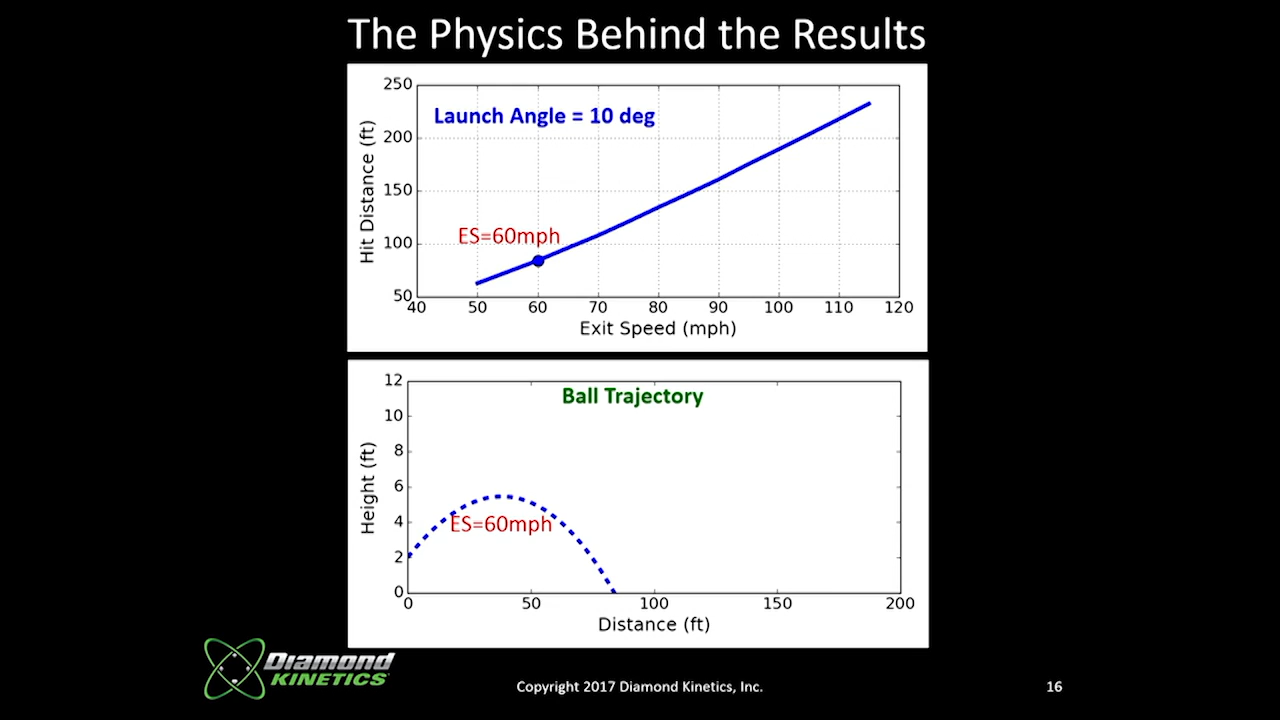 The Physics Behind the Results
250
200
150
100
50
Hit Distance (ft)
Launch Angle = 10 deg
ES=60mph
40 50 60 70 80 90 100 110 120
Exit Speed (mph)
12
10
8
6
4
2
0
Height (ft)
Ball Trajectory
ES=60mph
0 50 100 150 200
Distance (ft)
Diamond
KINETICS
Copyright 2017 Diamond Kinetics, Inc.
16